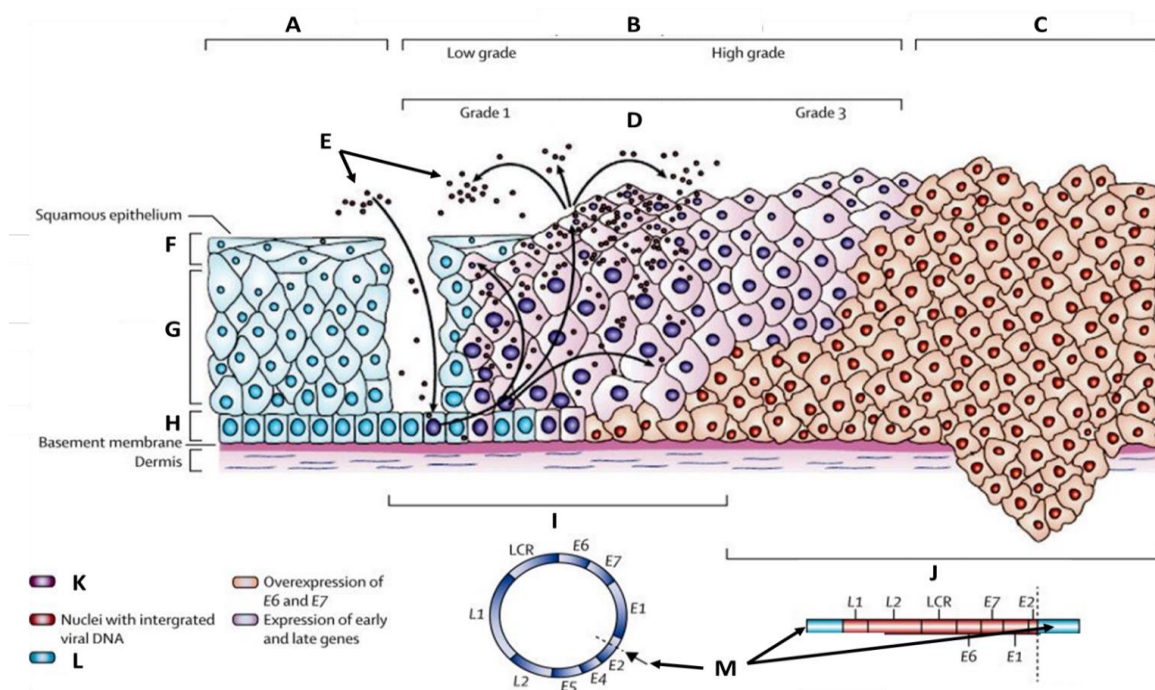 A
B
C
Low grade
High grade
Grade 1
D
Grade 3
E
Squamous epithelium
F
G
H
Basement membrane
Dermis
I
J
K
Nuclei with intergrated
viral DNA
L
Overexpression of
E6 and E7
Expression of early
and late genes
LCR
E6
E7
E1
E2
E4
E5
L2
L1
M
L1
L2
LCR
E7
E2
E6
E1